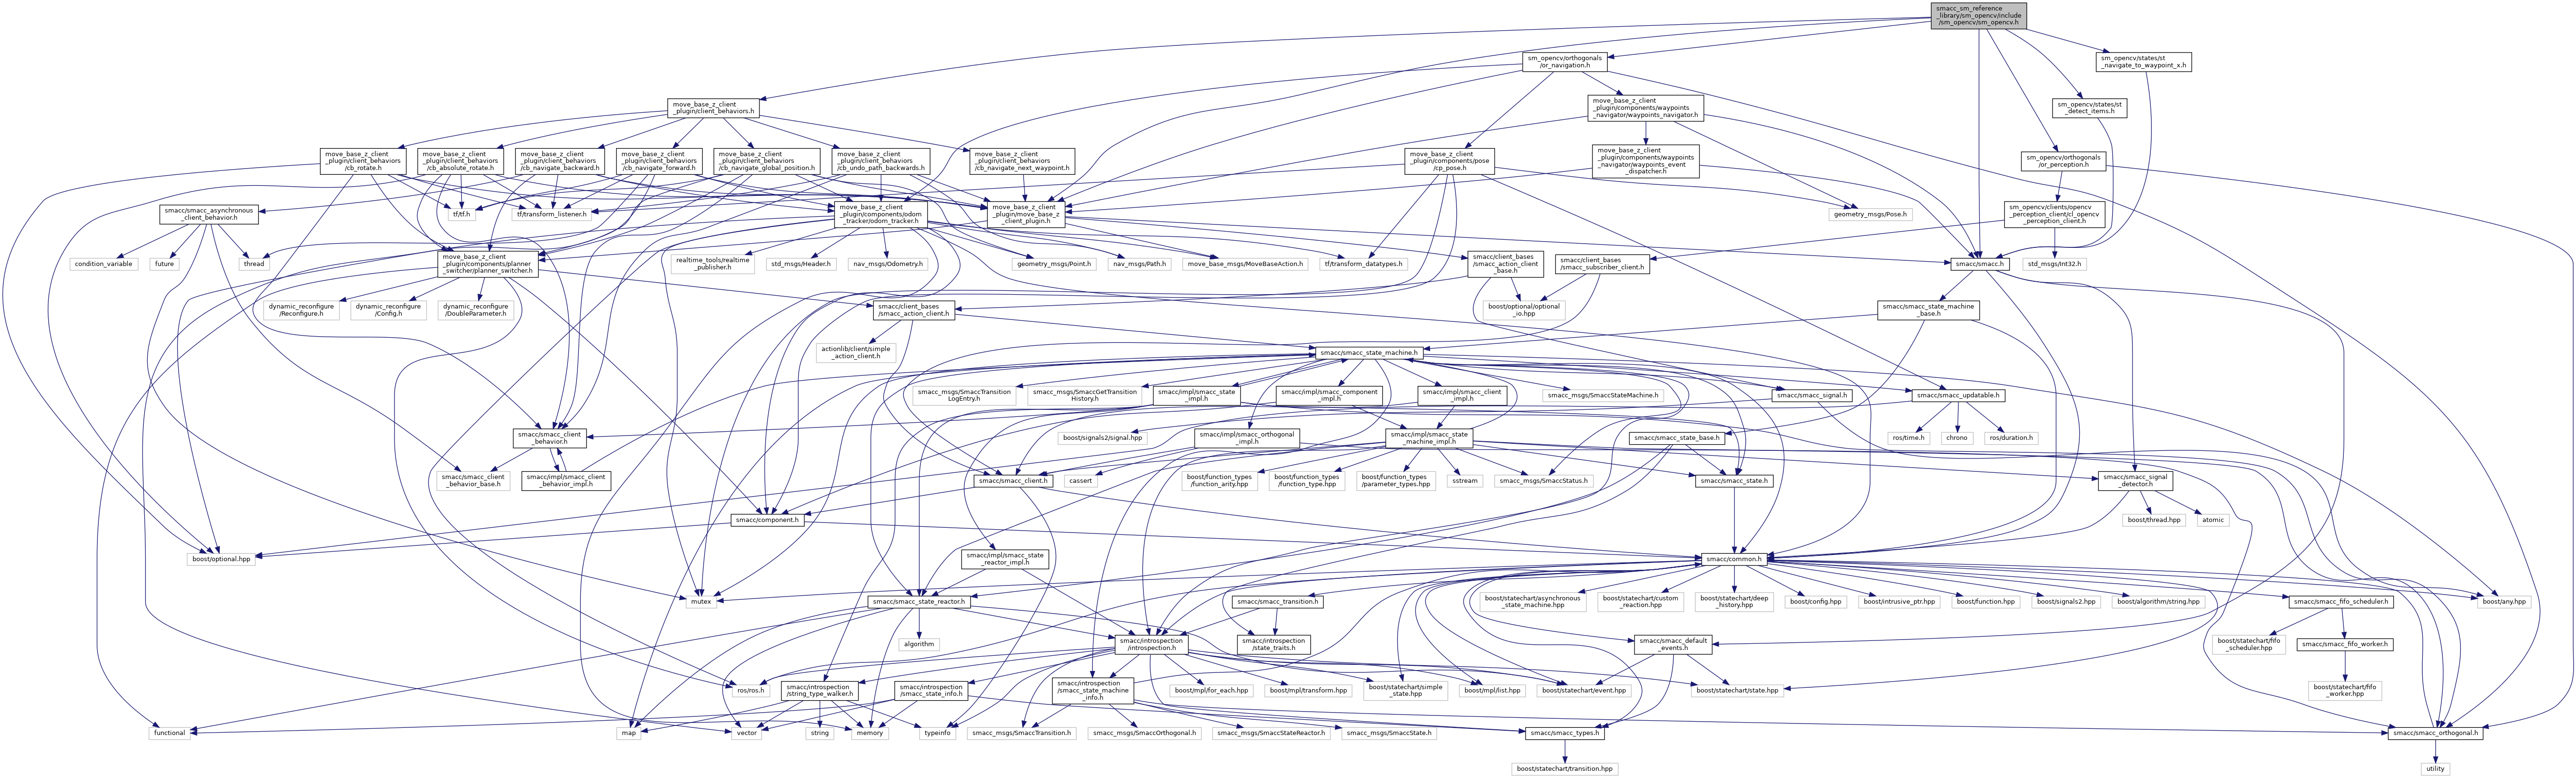 smacc_sm_reference
_library/sm_opencv/include
/sm_opencv/sm_opencv.h
sm_opencv/orthogonals
/or_navigation.h
sm_opencv/states/st
_navigate_to_waypoint_x.h
move_base_z_client
_plugin/client_behaviors.h
move_base_z_client
_plugin/components/waypoints
_navigator/waypoints_navigator.h
sm_opencv/states/st
_detect_items.h
move_base_z_client
_plugin/client_behaviors
/cb_rotate.h
move_base_z_client
_plugin/client_behaviors
/cb_absolute_rotate.h
move_base_z_client
_plugin/client_behaviors
/cb_navigate_backward.h
move_base_z_client
_plugin/client_behaviors
/cb_navigate_forward.h
move_base_z_client
_plugin/client_behaviors
/cb_navigate_global_position.h
move_base_z_client
_plugin/client_behaviors
/cb_undo_path_backwards.h
move_base_z_client
_plugin/client_behaviors
/cb_navigate_next_waypoint.h
move_base_z_client
_plugin/components/pose
/cp_pose.h
move_base_z_client
_plugin/components/waypoints
_navigator/waypoints_event
_dispatcher.h
sm_opencv/orthogonals
/or_perception.h
smacc/smacc_asynchronous
_client_behavior.h
tf/tf.h
tf/transform_listener.h
move_base_z_client
_plugin/components/odom
_tracker/odom_tracker.h
move_base_z_client
_plugin/move_base_z
_client_plugin.h
geometry_msgs/Pose.h
sm_opencv/clients/opencv
_perception_client/cl_opencv
_perception_client.h
condition_variable
future
thread
move_base_z_client
_plugin/components/planner
_switcher/planner_switcher.h
realtime_tools/realtime
_publisher.h
std_msgs/Header.h
nav_msgs/Odometry.h
geometry_msgs/Point.h
nav_msgs/Path.h
move_base_msgs/MoveBaseAction.h
tf/transform_datatypes.h
smacc/client_bases
/smacc_action_client
_base.h
smacc/client_bases
/smacc_subscriber_client.h
smacc/smacc.h
std_msgs/Int32.h
dynamic_reconfigure
/Reconfigure.h
dynamic_reconfigure
/Config.h
dynamic_reconfigure
/DoubleParameter.h
smacc/client_bases
/smacc_action_client.h
boost/optional/optional
_io.hpp
smacc/smacc_state_machine
_base.h
actionlib/client/simple
_action_client.h
smacc/smacc_state_machine.h
smacc_msgs/SmaccTransition
LogEntry.h
smacc_msgs/SmaccGetTransition
History.h
smacc/impl/smacc_state
_impl.h
smacc/impl/smacc_component
_impl.h
smacc/impl/smacc_client
_impl.h
smacc_msgs/SmaccStateMachine.h
smacc/smacc_signal.h
smacc/smacc_updatable.h
smacc/smacc_client
_behavior.h
boost/signals2/signal.hpp
smacc/impl/smacc_orthogonal
_impl.h
smacc/impl/smacc_state
_machine_impl.h
smacc/smacc_state_base.h
ros/time.h
chrono
ros/duration.h
smacc/smacc_client
_behavior_base.h
smacc/impl/smacc_client
_behavior_impl.h
smacc/smacc_client.h
cassert
boost/function_types
/function_arity.hpp
boost/function_types
/function_type.hpp
boost/function_types
/parameter_types.hpp
sstream
smacc_msgs/SmaccStatus.h
smacc/smacc_state.h
smacc/smacc_signal
_detector.h
smacc/component.h
boost/thread.hpp
atomic
boost/optional.hpp
smacc/impl/smacc_state
_reactor_impl.h
smacc/common.h
mutex
smacc/smacc_state_reactor.h
smacc/smacc_transition.h
boost/statechart/asynchronous
_state_machine.hpp
boost/statechart/custom
_reaction.hpp
boost/statechart/deep
_history.hpp
boost/config.hpp
boost/intrusive_ptr.hpp
boost/function.hpp
boost/signals2.hpp
boost/algorithm/string.hpp
smacc/smacc_fifo_scheduler.h
boost/any.hpp
algorithm
smacc/introspection
/introspection.h
smacc/introspection
/state_traits.h
smacc/smacc_default
_events.h
boost/statechart/fifo
_scheduler.hpp
smacc/smacc_fifo_worker.h
ros/ros.h
smacc/introspection
/string_type_walker.h
smacc/introspection
/smacc_state_info.h
smacc/introspection
/smacc_state_machine
_info.h
boost/mpl/for_each.hpp
boost/mpl/transform.hpp
boost/statechart/simple
_state.hpp
boost/mpl/list.hpp
boost/statechart/event.hpp
boost/statechart/state.hpp
boost/statechart/fifo
_worker.hpp
functional
map
vector
string
memory
typeinfo
smacc_msgs/SmaccTransition.h
smacc_msgs/SmaccOrthogonal.h
smacc_msgs/SmaccStateReactor.h
smacc_msgs/SmaccState.h
smacc/smacc_types.h
smacc/smacc_orthogonal.h
boost/statechart/transition.hpp
utility